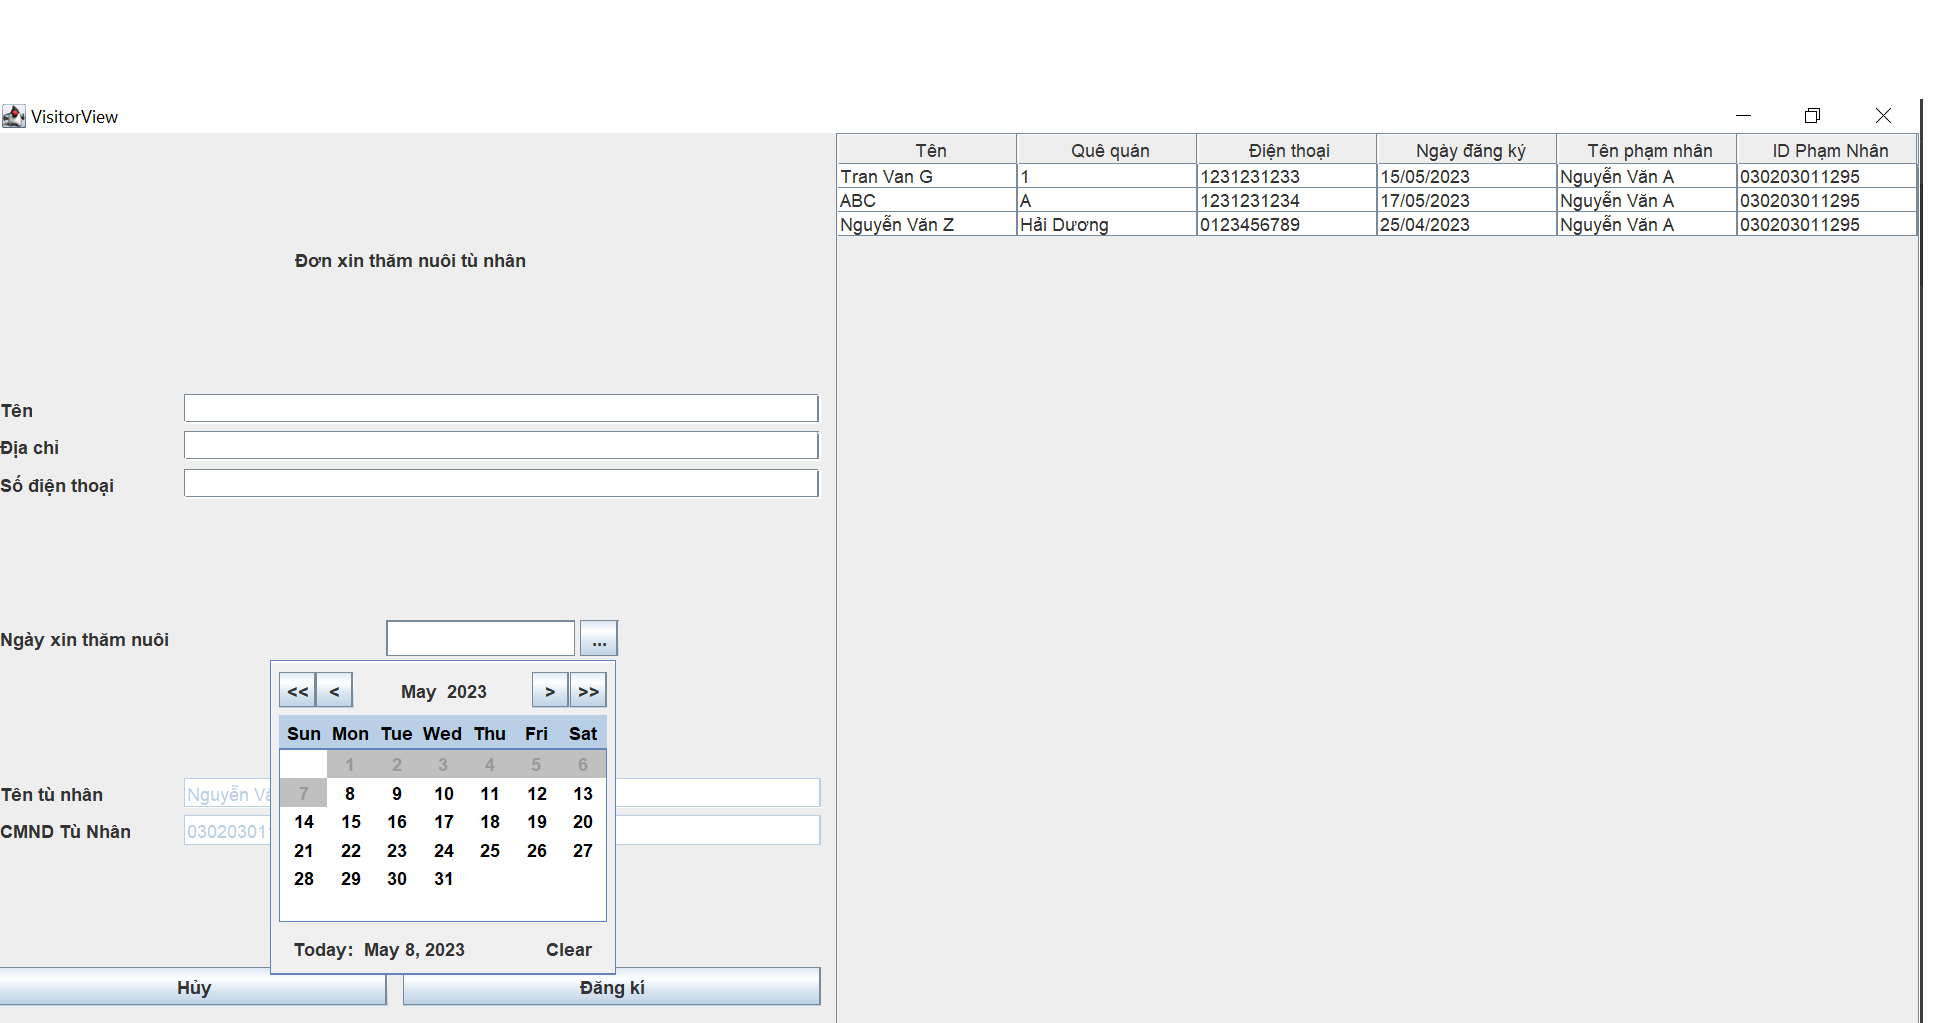 VisitorView
Tên Quê quán Điện thoại Ngày đăng ký Tên phạm nhân ID Phạm Nhân
Tran Van G 1 1231231233 15/05/2023 Nguyễn Văn A 030203011295
ABC A 1231231234 17/05/2023 Nguyễn Văn A 030203011295
Nguyễn Văn Z Hải Dương 0123456789 25/04/2023 Nguyễn Văn A 030203011295
Đơn xin thăm nuôi tù nhân
Tên
Địa chỉ
Số điện thoại
Ngày xin thăm nuôi ...
<< < May 2023 > >>
Sun Mon Tue Wed Thu Fri Sat
1 2 3 4 5 6
7 8 9 10 11 12 13
14 15 16 17 18 19 20
21 22 23 24 25 26 27
28 29 30 31
Today: May 8, 2023 Clear
Tên tù nhân Nguyễn
CMND Tù Nhân 0302030
Hủy Đăng kí